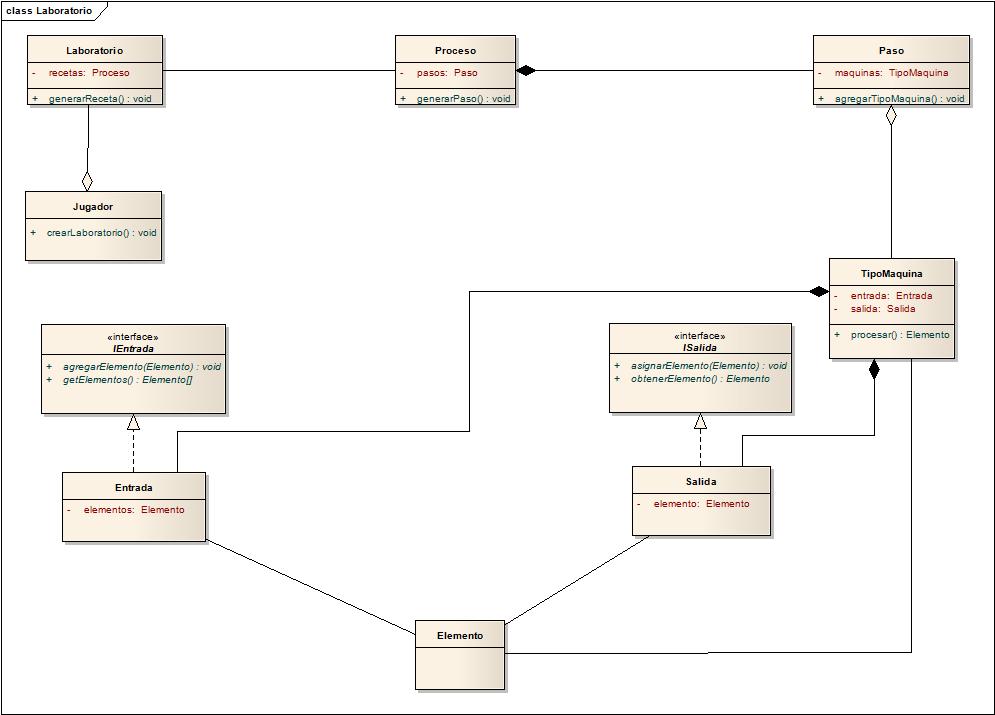 class Laboratorio
Laboratorio
- recetas: Proceso
+ generarReceta() : void
Proceso
- pasos: Paso
+ generarPaso() : void
Paso
- maquinas: TipoMaquina
+ agregarTipoMaquina() : void
Jugador
+ crearLaboratorio() : void
TipoMaquina
- entrada: Entrada
- salida: Salida
+ procesar() : Elemento
«interface»
IEntrada
+ agregarElemento(Elemento) : void
+ getElementos() : Elemento[]
«interface»
ISalida
+ asignarElemento(Elemento) : void
+ obtenerElemento() : Elemento
Entrada
- elementos: Elemento
Salida
- elemento: Elemento
Elemento